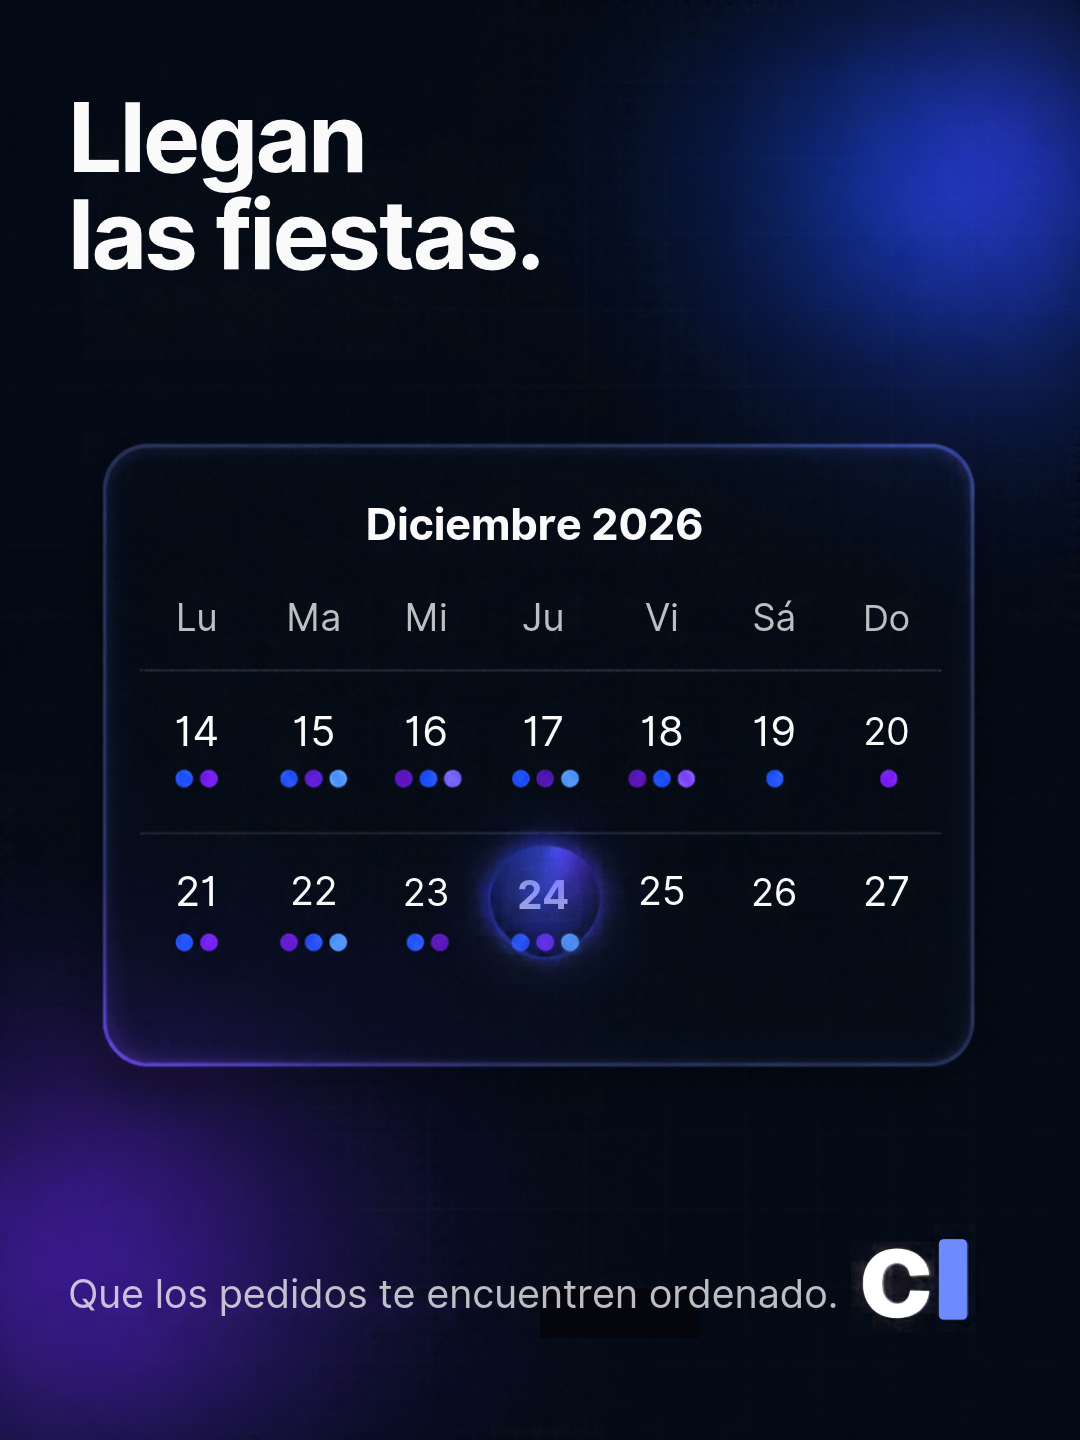 Llegan
las fiestas.
Diciembre 2026
Lu Ma Mi Ju Vi Sá Do
14 15 16 17 18 19 20
21 22 23 24 25 26 27
Que los pedidos te encuentren ordenado.
c